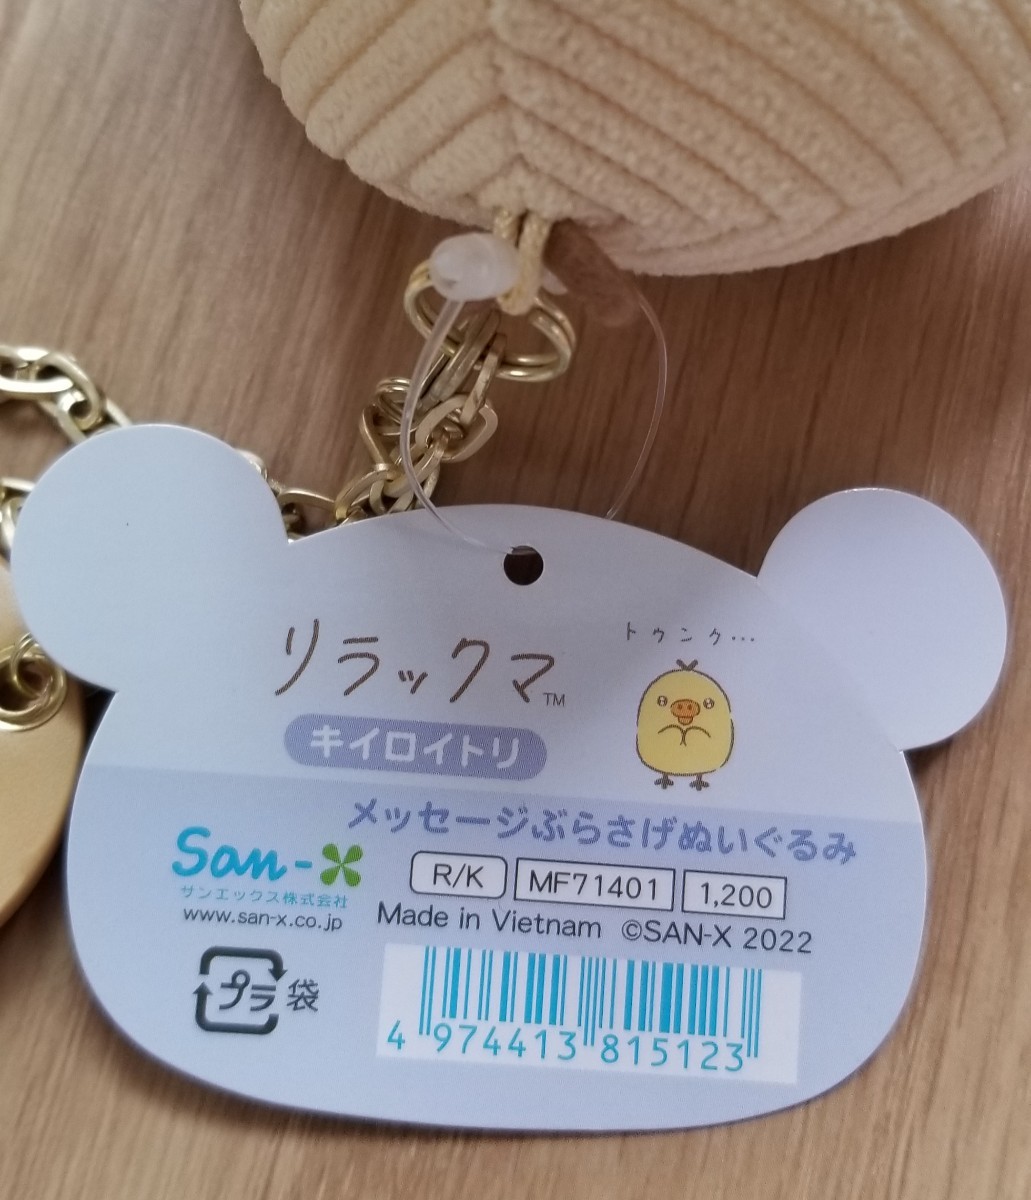 リラックマ™
トゥンク…
キイロイトリ
メッセージぶらさげぬいぐるみ
San-X
サンエックス株式会社
www.san-x.co.jp
R/K MF71401 1,200
Made in Vietnam ©SAN-X 2022
プラ 袋
4 974413 815123